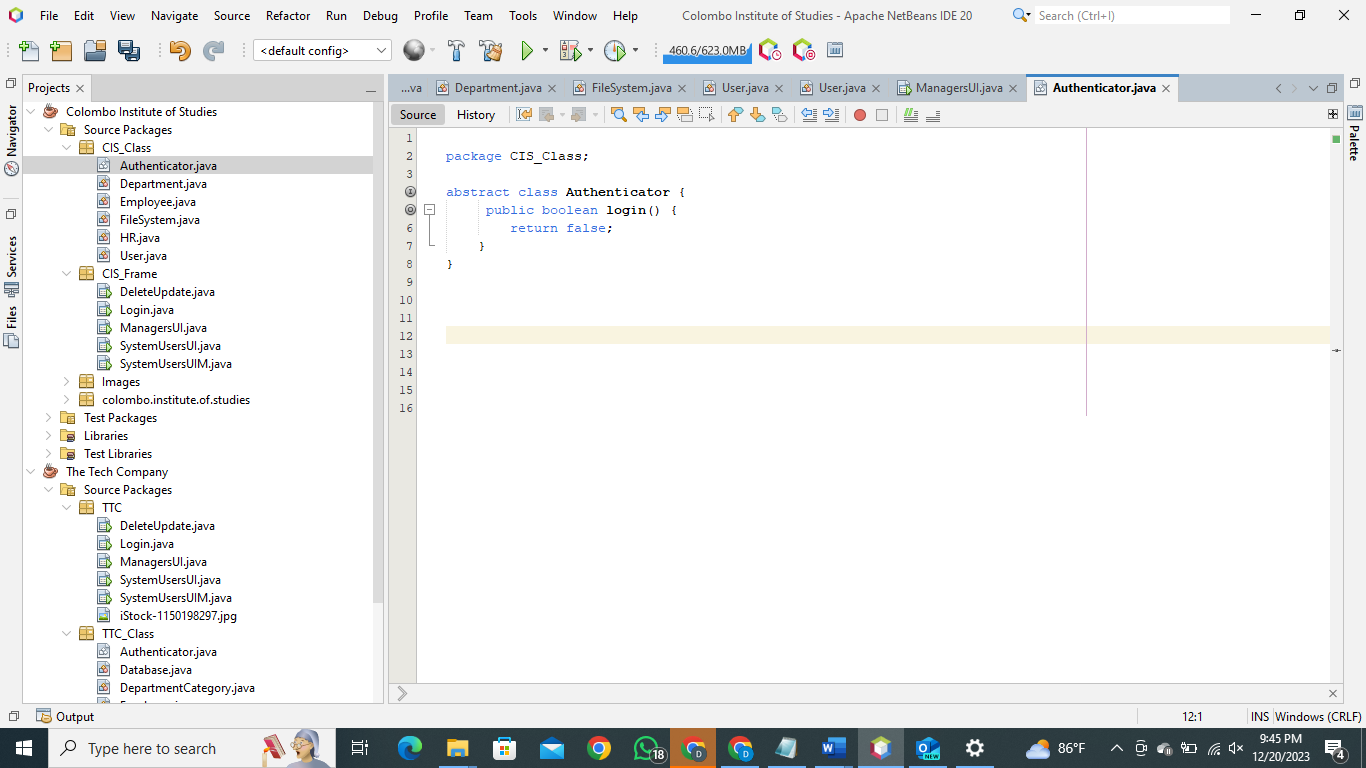 File Edit View Navigate Source Refactor Run Debug Profile Team Tools Window Help Colombo Institute of Studies - Apache NetBeans IDE 20 Search (Ctrl+I)
<default config> 460.6/623.0MB
Projects
...va Department.java FileSystem.java User.java User.java ManagersUI.java Authenticator.java
Source History
Navigator
Services
Files
Palette
Colombo Institute of Studies
Source Packages
CIS_Class
Authenticator.java
Department.java
Employee.java
FileSystem.java
HR.java
User.java
CIS_Frame
DeleteUpdate.java
Login.java
ManagersUI.java
SystemUsersUI.java
SystemUsersUIM.java
Images
colombo.institute.of.studies
Test Packages
Libraries
Test Libraries
The Tech Company
Source Packages
TTC
DeleteUpdate.java
Login.java
ManagersUI.java
SystemUsersUI.java
SystemUsersUIM.java
iStock-1150198297.jpg
TTC_Class
Authenticator.java
Database.java
DepartmentCategory.java
1
2 package CIS_Class;
3
abstract class Authenticator {
public boolean login() {
6 return false;
7 }
8 }
9
10
11
12
13
14
15
16
Output 12:1 INS Windows (CRLF)
Type here to search 18 D D W NEW 86°F 9:45 PM
12/20/2023 4